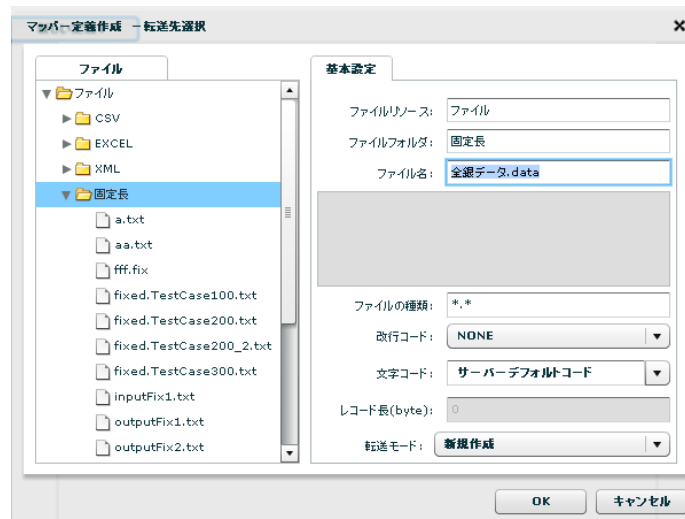 マッパー定義作成 －転送先選択
ファイル
ファイル
CSV
EXCEL
XML
固定長
a.txt
aa.txt
fff.fix
fixed.TestCase100.txt
fixed.TestCase200.txt
fixed.TestCase200_2.txt
fixed.TestCase300.txt
inputFix1.txt
outputFix1.txt
outputFix2.txt
基本設定
ファイルリソース: ファイル
ファイルフォルダ: 固定長
ファイル名: 全銀データ.data
ファイルの種類: *.*
改行コード: NONE
文字コード: サーバーデフォルトコード
レコード長(byte): 0
転送モード: 新規作成
OK キャンセル